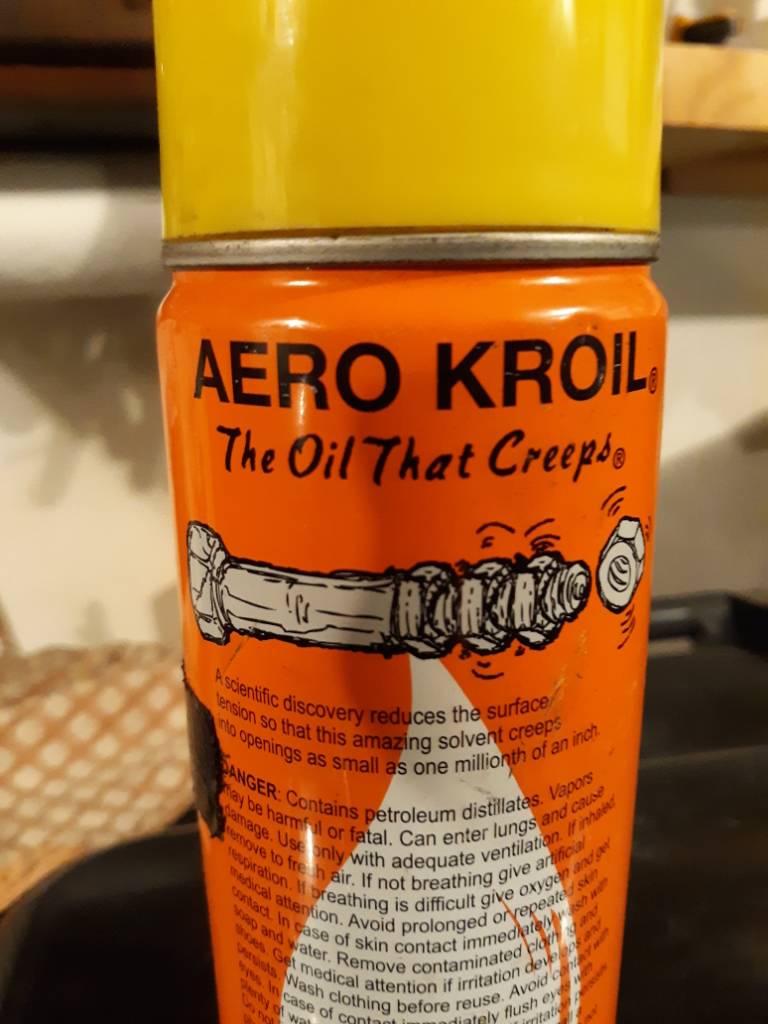 AERO KROIL®
The Oil That Creeps®
A scientific discovery reduces the surface
tension so that this amazing solvent creeps
into openings as small as one millionth of an inch.
DANGER: Contains petroleum distillates. Vapors
may be harmful or fatal. Can enter lungs and cause
damage. Use only with adequate ventilation. If inhaled,
remove to fresh air. If not breathing give artificial
respiration. If breathing is difficult give oxygen and get
medical attention. Avoid prolonged or repeated skin
contact. In case of skin contact immediately wash with
soap and water. Remove contaminated clothing and
shoes. Get medical attention if irritation develops and
persists. Wash clothing before reuse. Avoid contact with
eyes. In case of contact immediately flush eyes with
plenty of irritation
Do not